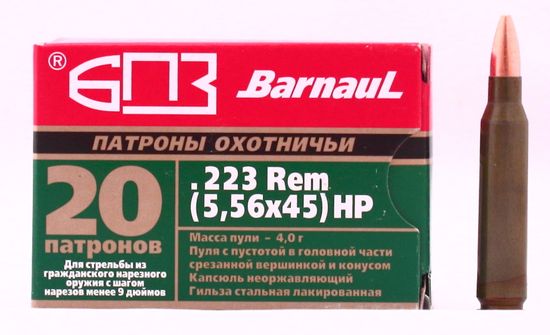 ® БПЗ Barnaul
ПАТРОНЫ ОХОТНИЧЬИ
20
патронов
Для стрельбы из
гражданского нарезного
оружия с шагом
нарезов менее 9 дюймов
.223 Rem
(5,56x45) HP
Масса пули – 4,0 г
Пуля с пустотой в головной части
срезанной вершинкой и конусом
Капсюль неоржавляющий
Гильза стальная лакированная